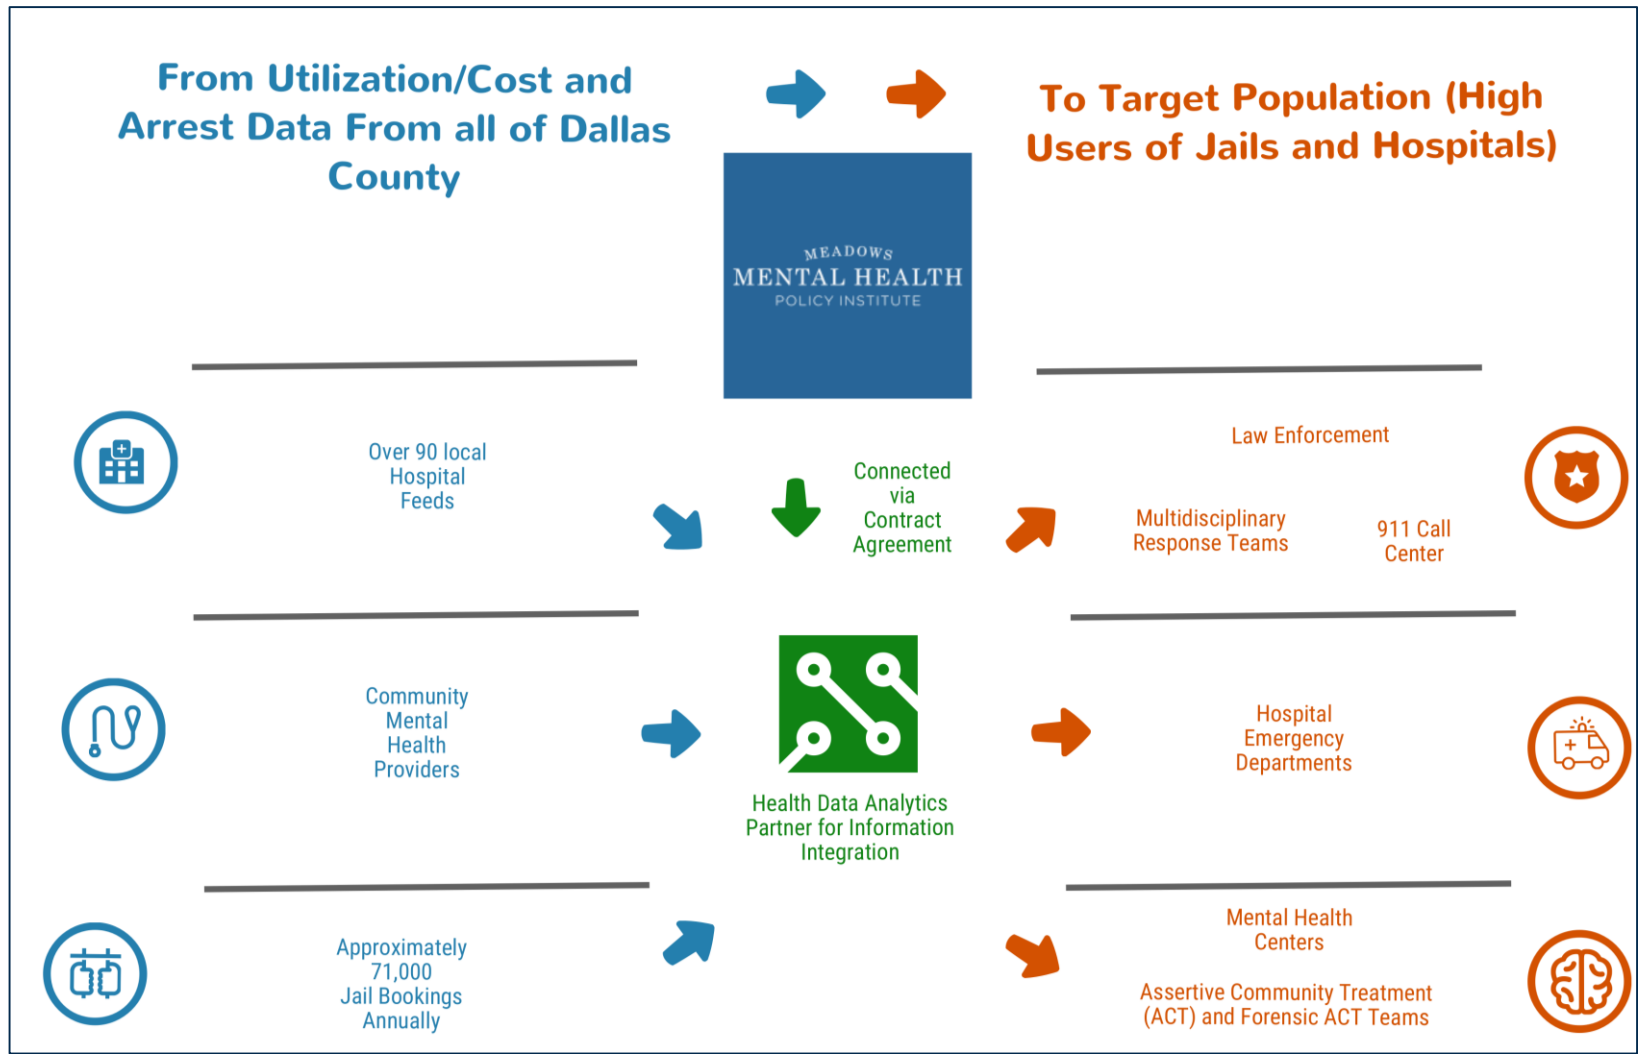 From Utilization/Cost and
Arrest Data From all of Dallas
County
To Target Population (High
Users of Jails and Hospitals)
MEADOWS
MENTAL HEALTH
POLICY INSTITUTE
Over 90 local
Hospital
Feeds
Connected
via
Contract
Agreement
Law Enforcement
Multidisciplinary
Response Teams
911 Call
Center
Community
Mental
Health
Providers
Health Data Analytics
Partner for Information
Integration
Hospital
Emergency
Departments
Approximately
71,000
Jail Bookings
Annually
Mental Health
Centers
Assertive Community Treatment
(ACT) and Forensic ACT Teams